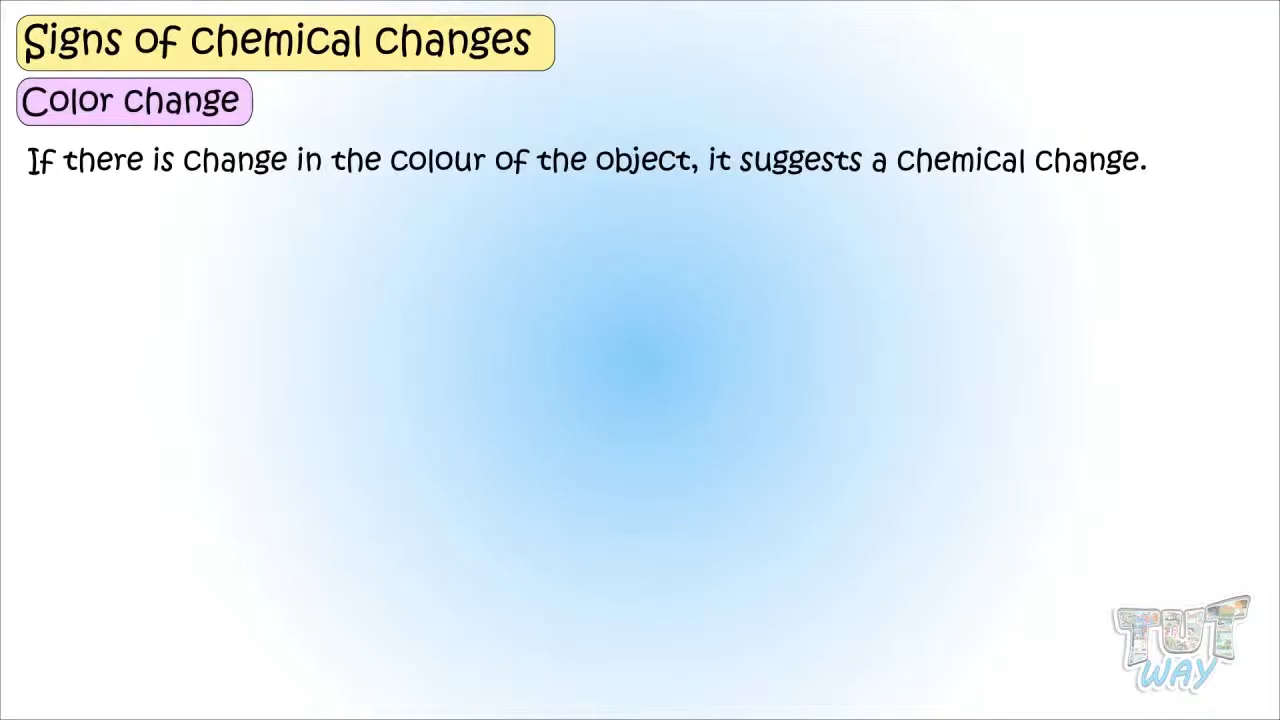 Signs of chemical changes
Color change
If there is change in the colour of the object, it suggests a chemical change.
TUT
WAY